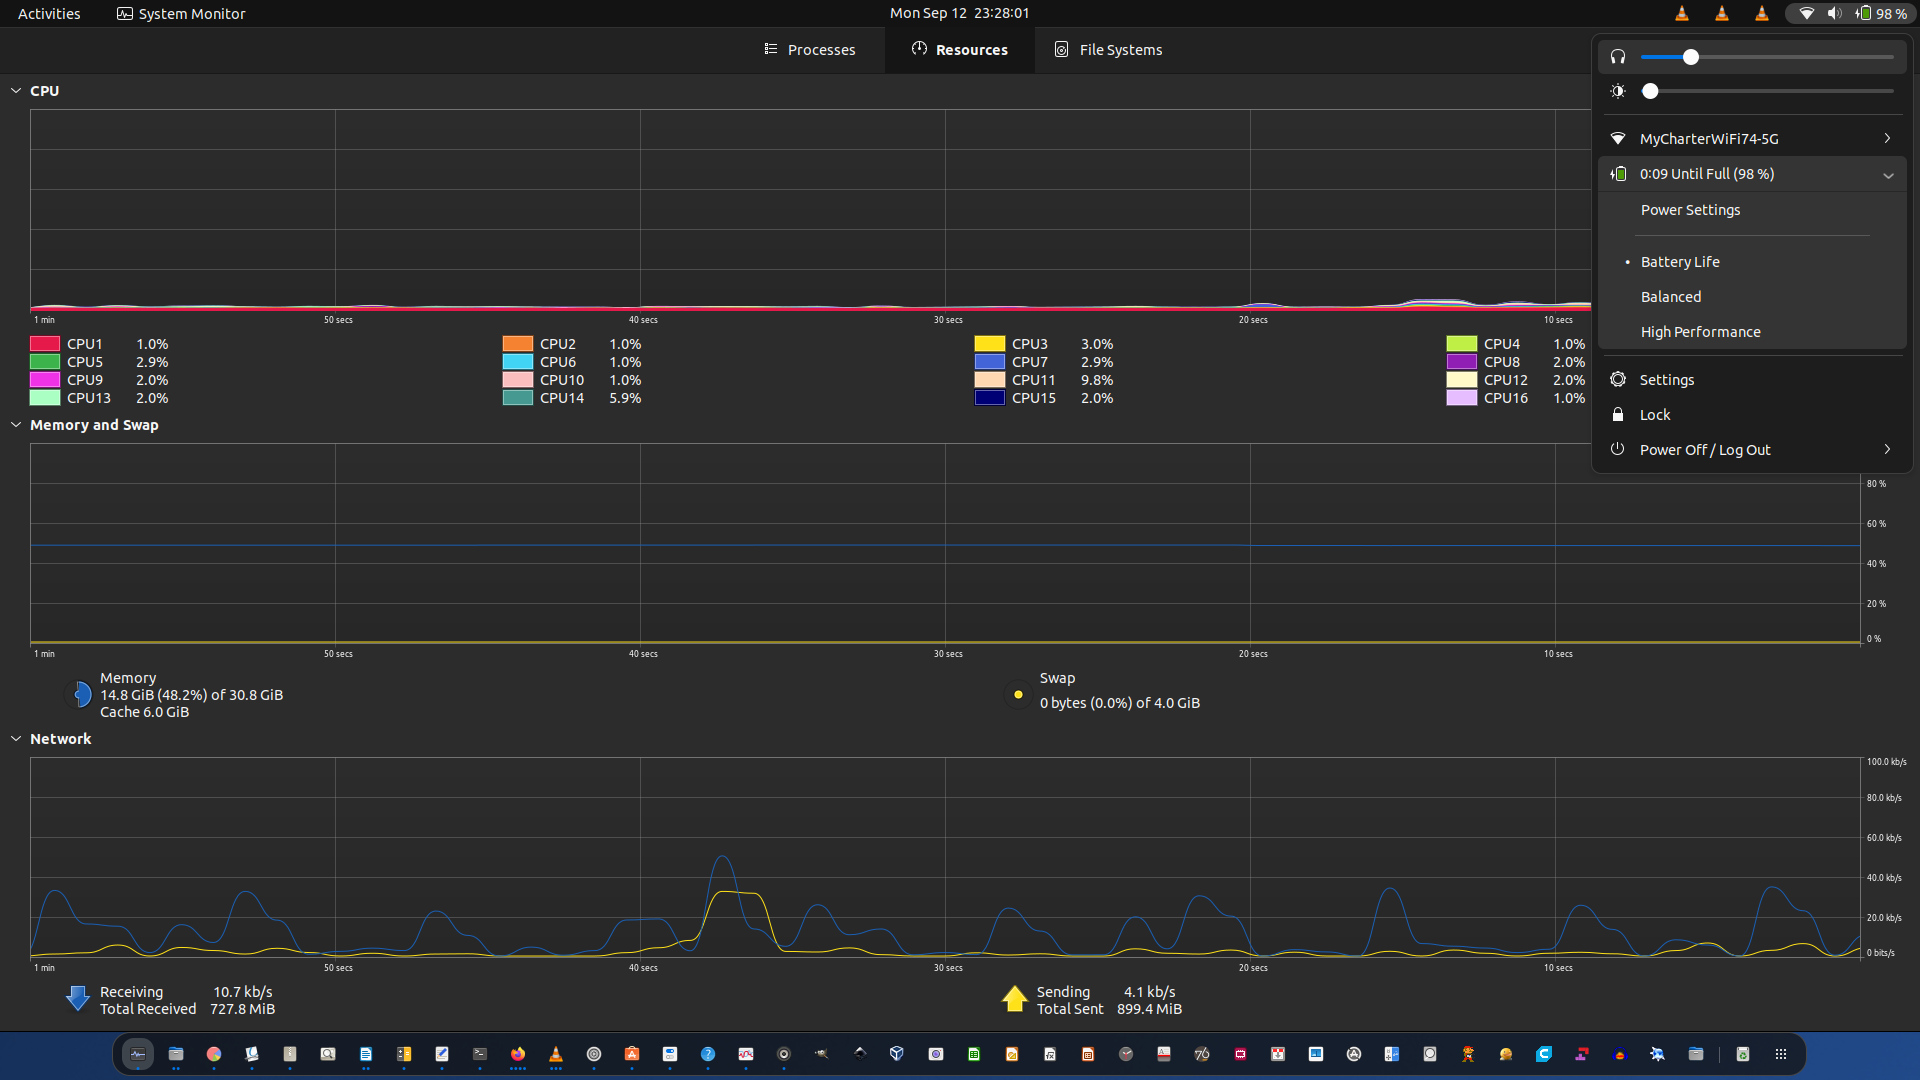 Activities
System Monitor
Mon Sep 12  23:28:01
98 %
Processes
Resources
File Systems
CPU
1 min
50 secs
40 secs
30 secs
20 secs
10 secs
CPU1 1.0%
CPU2 1.0%
CPU3 3.0%
CPU4 1.0%
CPU5 2.9%
CPU6 1.0%
CPU7 2.9%
CPU8 2.0%
CPU9 2.0%
CPU10 1.0%
CPU11 9.8%
CPU12 2.0%
CPU13 2.0%
CPU14 5.9%
CPU15 2.0%
CPU16 1.0%
MyCharterWiFi74-5G
0:09 Until Full (98 %)
Power Settings
Battery Life
Balanced
High Performance
Settings
Lock
Power Off / Log Out
Memory and Swap
80 %
60 %
40 %
20 %
0 %
1 min
50 secs
40 secs
30 secs
20 secs
10 secs
Memory
14.8 GiB (48.2%) of 30.8 GiB
Cache 6.0 GiB
Swap
0 bytes (0.0%) of 4.0 GiB
Network
100.0 kb/s
80.0 kb/s
60.0 kb/s
40.0 kb/s
20.0 kb/s
0 bits/s
1 min
50 secs
40 secs
30 secs
20 secs
10 secs
Receiving 10.7 kb/s
Total Received 727.8 MiB
Sending 4.1 kb/s
Total Sent 899.4 MiB